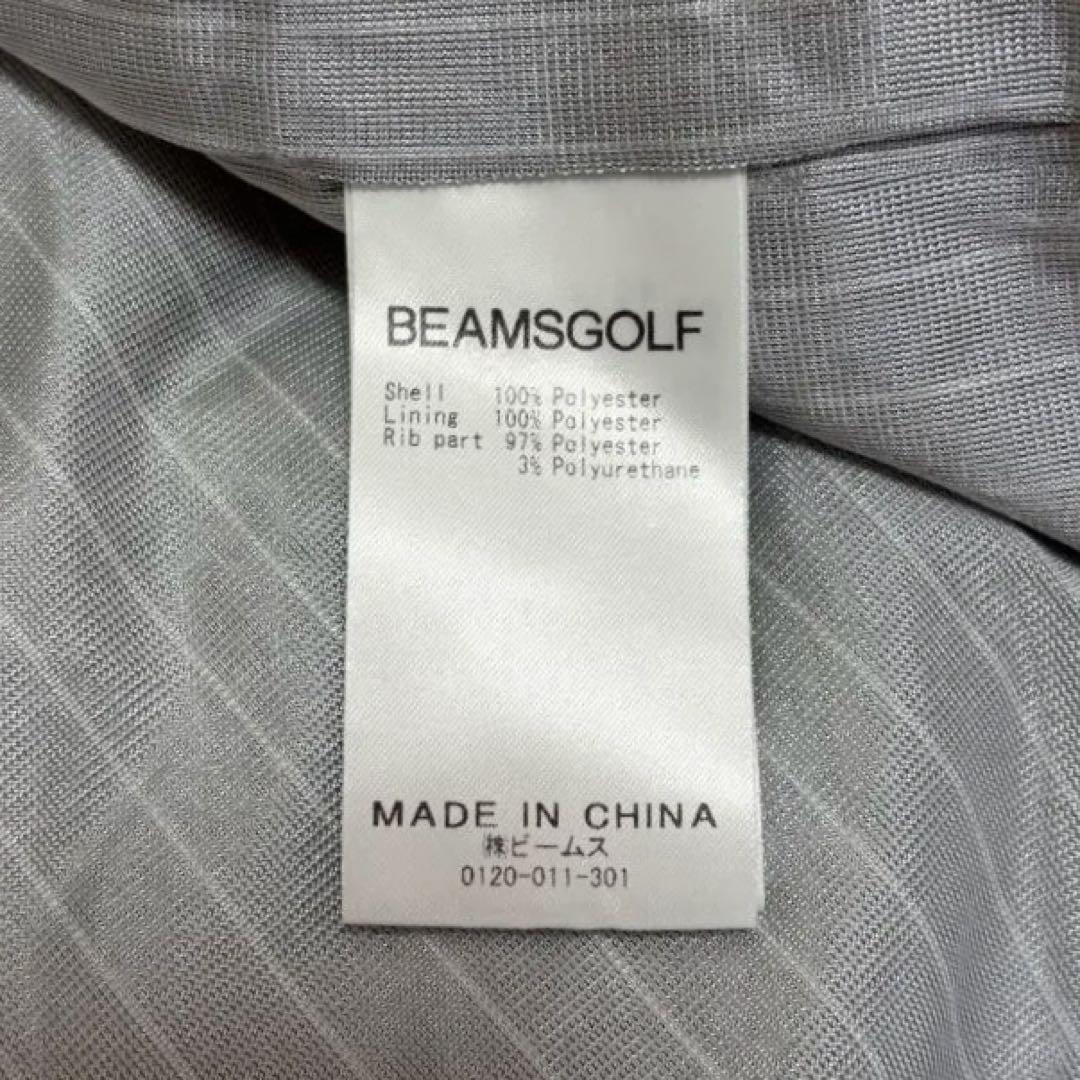 BEAMSGOLF
Shell 100% Polyester
Lining 100% Polyester
Rib part 97% Polyester
3% Polyurethane
MADE IN CHINA
㈱ビームス
0120-011-301